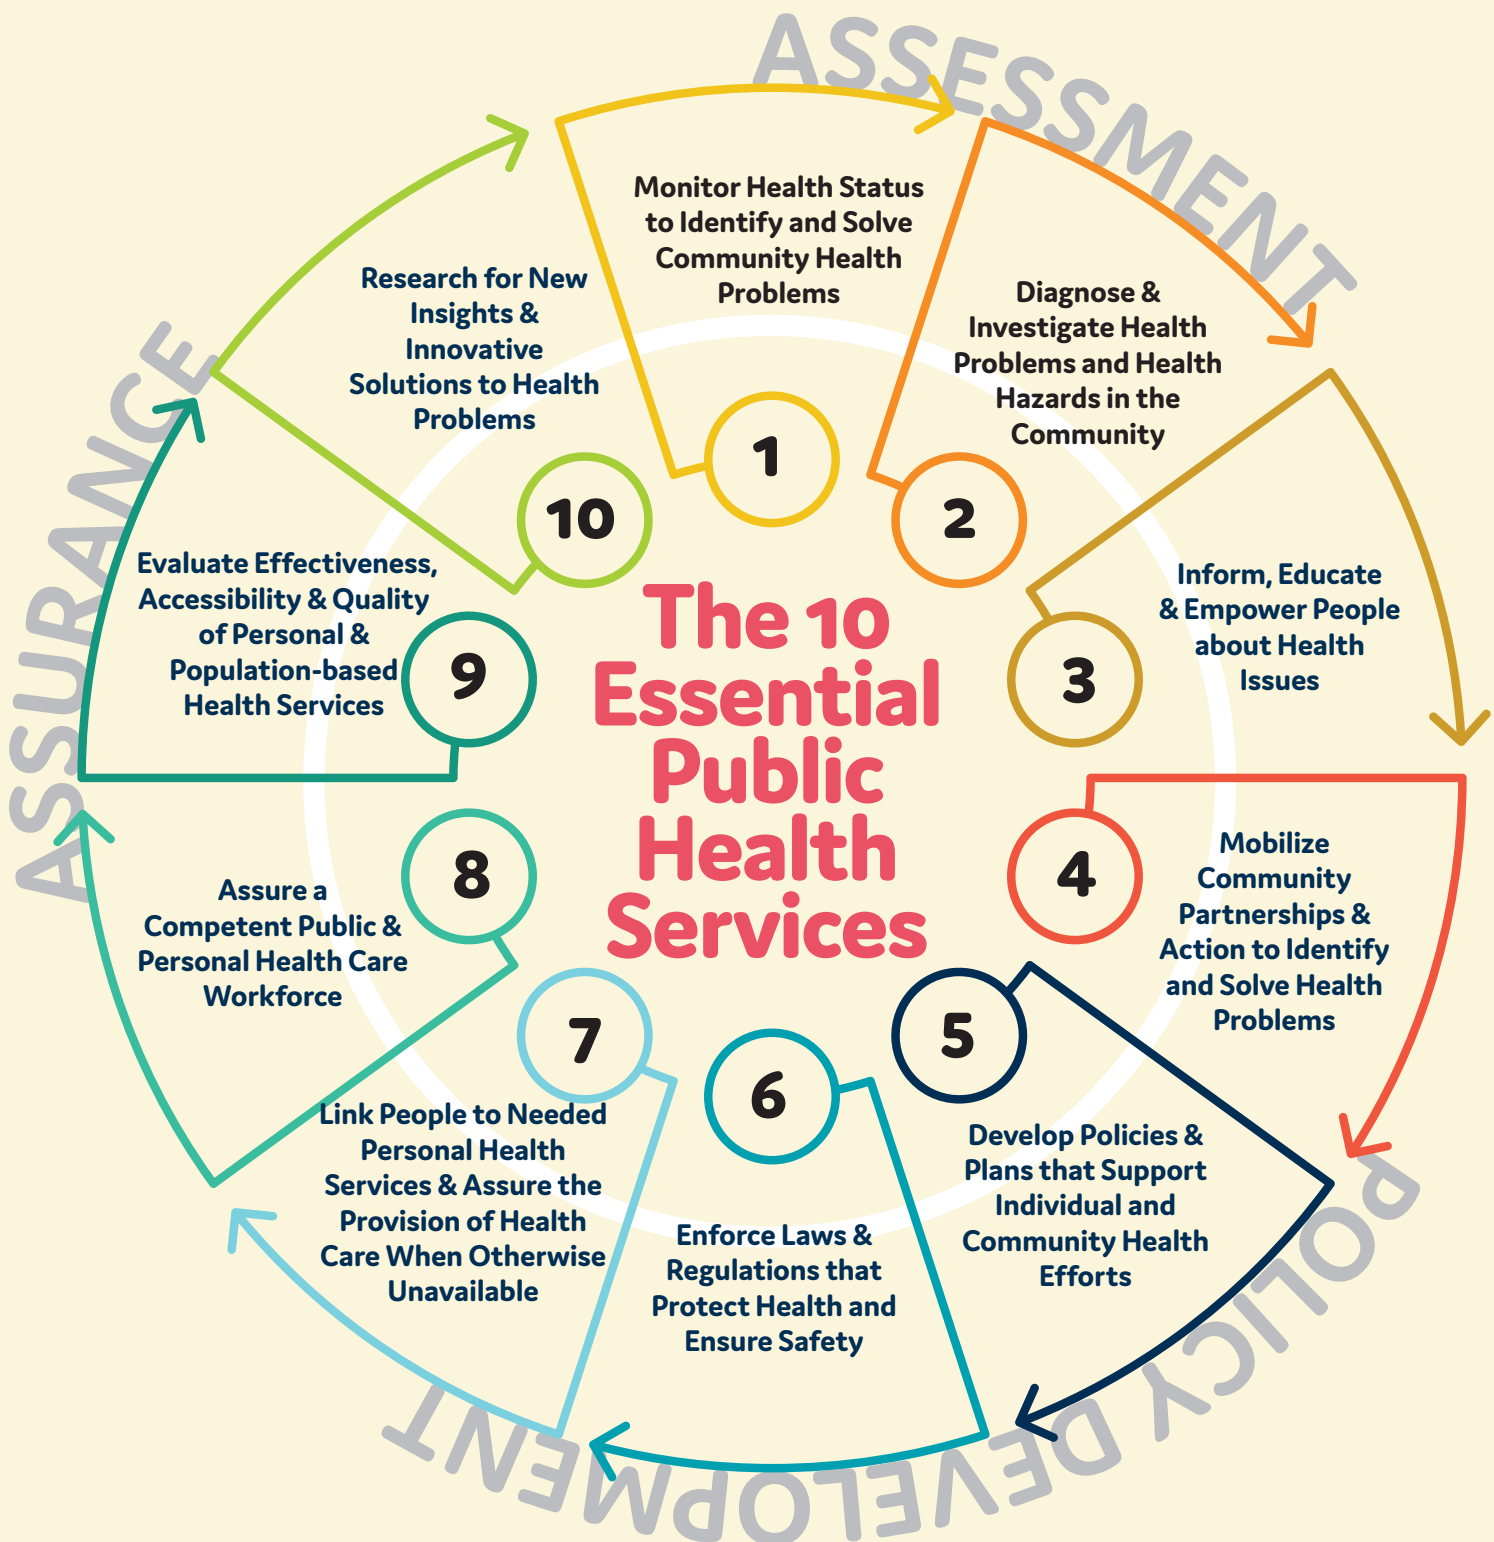 ASSESSMENT
Monitor Health Status
to Identify and Solve
Community Health
Problems
1
Diagnose &
Investigate Health
Problems and Health
Hazards in the
Community
2
Inform, Educate
& Empower People
about Health
Issues
3
Mobilize
Community
Partnerships &
Action to Identify
and Solve Health
Problems
4
POLICY DEVELOPMENT
Develop Policies &
Plans that Support
Individual and
Community Health
Efforts
5
Enforce Laws &
Regulations that
Protect Health and
Ensure Safety
6
Link People to Needed
Personal Health
Services & Assure the
Provision of Health
Care When Otherwise
Unavailable
7
ASSURANCE
Assure a
Competent Public &
Personal Health Care
Workforce
8
Evaluate Effectiveness,
Accessibility & Quality
of Personal &
Population-based
Health Services
9
Research for New
Insights &
Innovative
Solutions to Health
Problems
10
The 10
Essential
Public
Health
Services